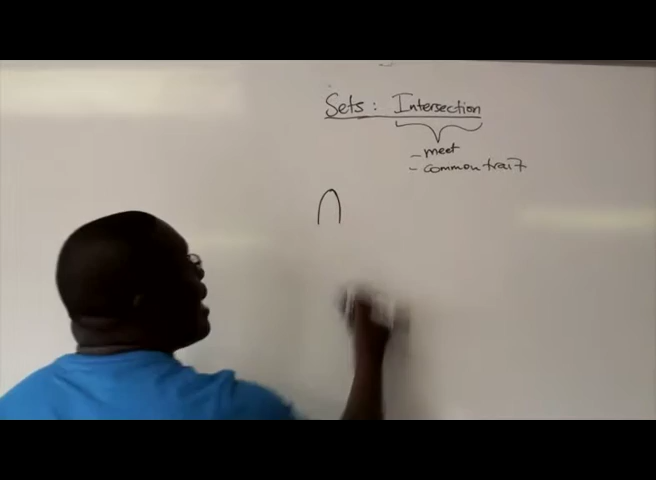 Sets: Intersection
- meet
- common trait
∩